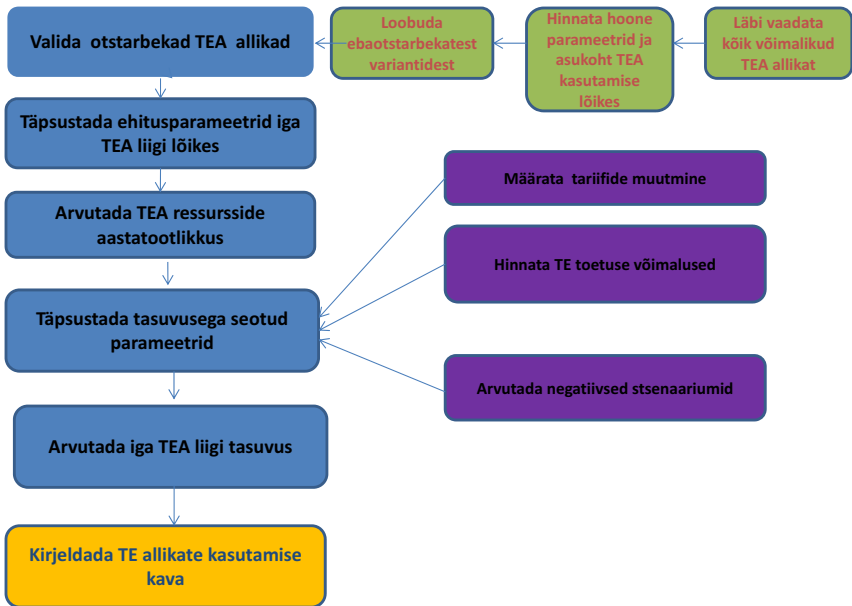 Valida otstarbekad TEA allikad
Loobuda
ebaotstarbekatest
variantidest
Hinnata hoone
parameetrid ja
asukoht TEA
kasutamise
lõikes
Läbi vaadata
kõik võimalikud
TEA allikat
Täpsustada ehitusparameetrid iga
TEA liigi lõikes
Arvutada TEA ressursside
aastatootlikkus
Täpsustada tasuvusega seotud
parameetrid
Määrata tariifide muutmine
Hinnata TE toetuse võimalused
Arvutada negatiivsed stsenaariumid
Arvutada iga TEA liigi tasuvus
Kirjeldada TE allikate kasutamise
kava